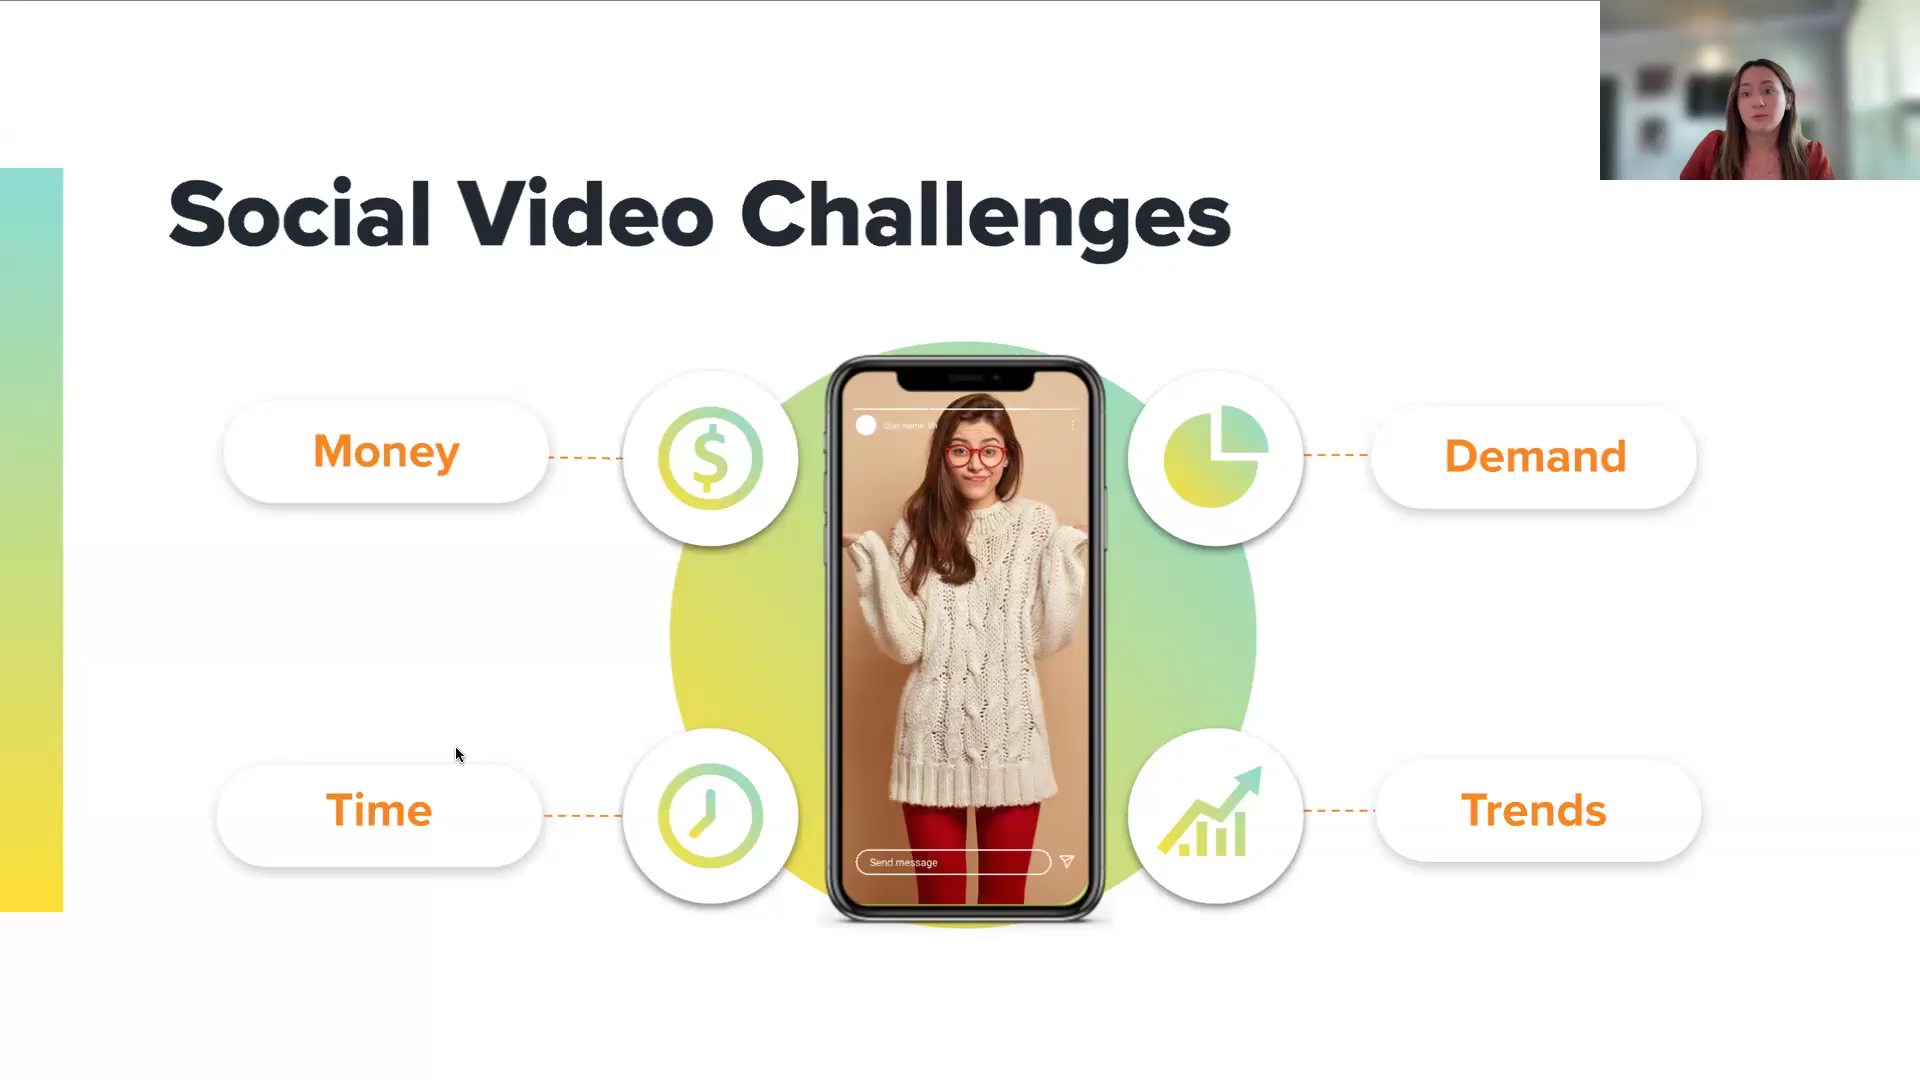 Social Video Challenges
Money
Demand
Time
Trends
Send message